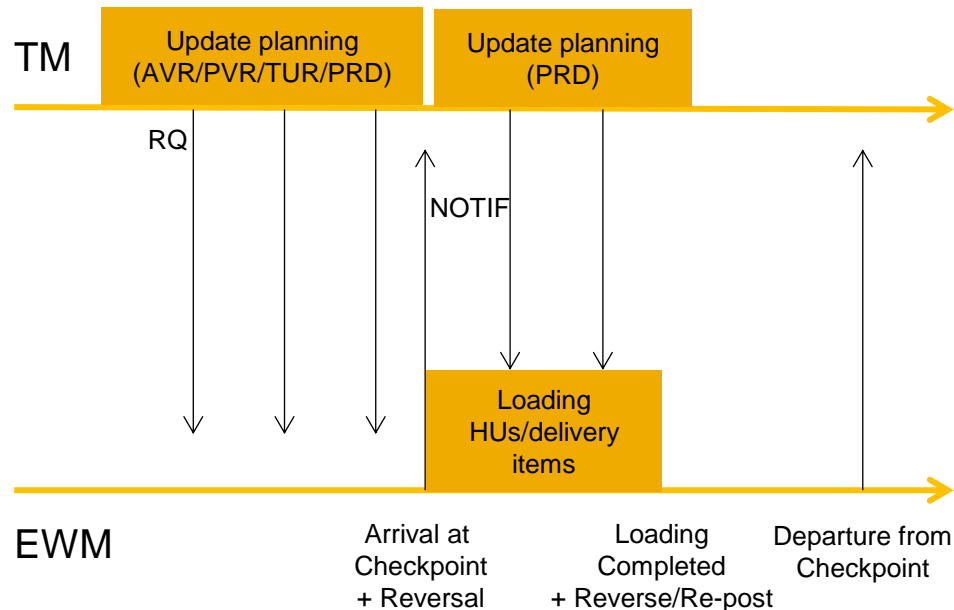 TM
Update planning
(AVR/PVR/TUR/PRD)
Update planning
(PRD)
RQ
NOTIF
Loading
HUs/delivery
items
EWM
Arrival at
Checkpoint
+ Reversal
Loading
Completed
+ Reverse/Re-post
Departure from
Checkpoint